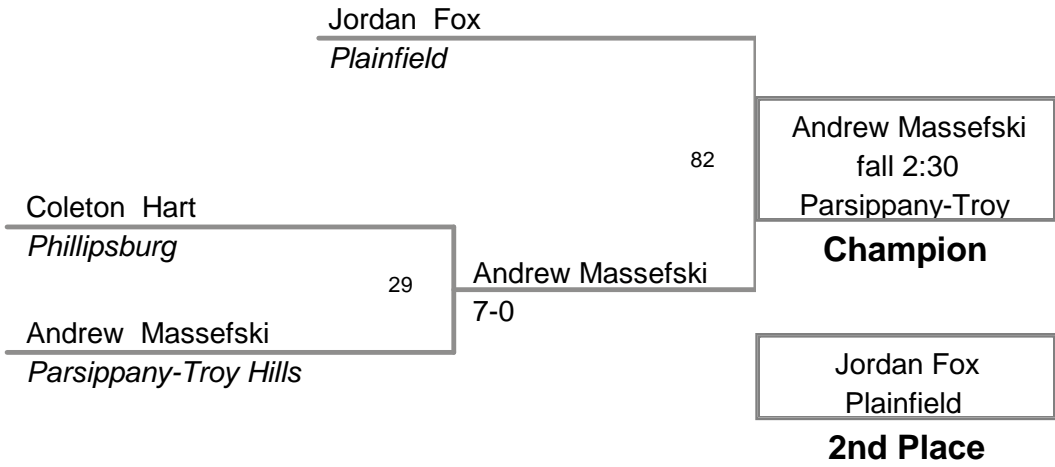 Jordan Fox
Plainfield
Andrew Massefski
fall 2:30
Parsippany-Troy
Champion
82
Coleton Hart
Phillipsburg
29
Andrew Massefski
7-0
Andrew Massefski
Parsippany-Troy Hills
Jordan Fox
Plainfield
2nd Place